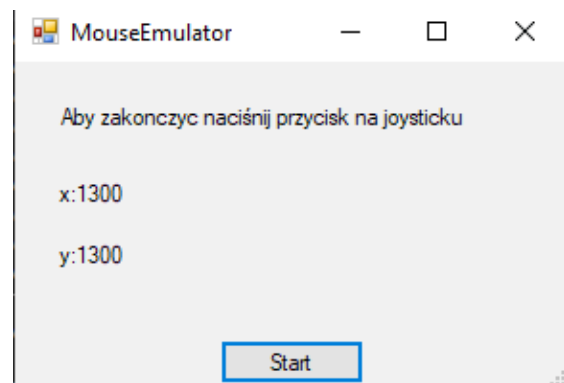 MouseEmulator
Aby zakonczyc naciśnij przycisk na joysticku
x:1300
y:1300
Start